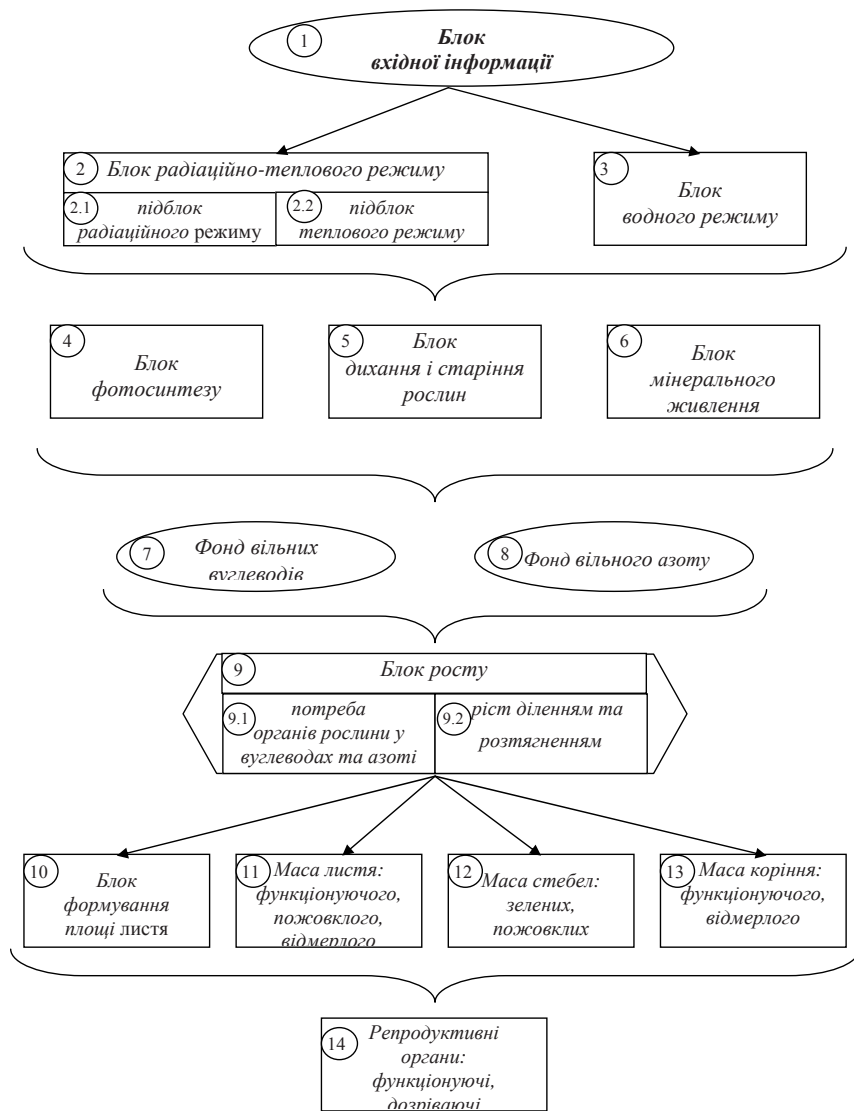 1
Блок
вхідної інформації
2
Блок радіаційно-теплового режиму
2.1
підблок
радіаційного режиму
2.2
підблок
теплового режиму
3
Блок
водного режиму
4
Блок
фотосинтезу
5
Блок
дихання і старіння
рослин
6
Блок
мінерального
живлення
7
Фонд вільних
вуглеводів
8
Фонд вільного азоту
9
Блок росту
9.1
потреба
органів рослини у
вуглеводах та азоті
9.2
ріст діленням та
розтягненням
10
Блок
формування
площі листя
11
Маса листя:
функціонуючого,
пожовклого,
відмерлого
12
Маса стебел:
зелених,
пожовклих
13
Маса коріння:
функціонуючого,
відмерлого
14
Репродуктивні
органи:
функціонуючі,
дозріваючі